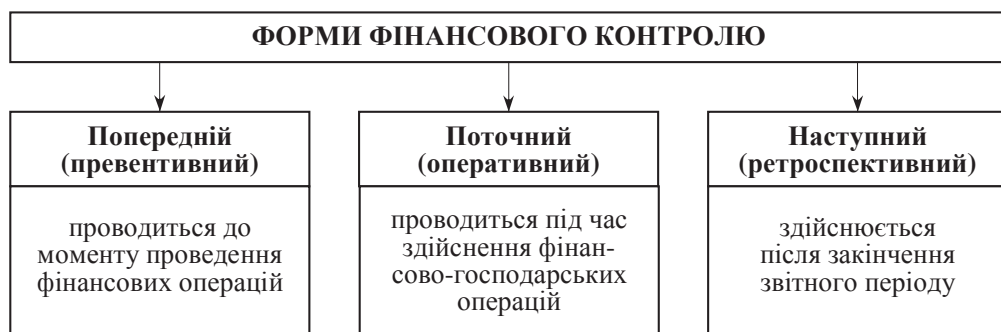 ФОРМИ ФІНАНСОВОГО КОНТРОЛЮ
Попередній
(превентивний)
проводиться до
моменту проведення
фінансових операцій
Поточний
(оперативний)
проводиться під час
здійснення фінан-
сово-господарських
операцій
Наступний
(ретроспективний)
здійснюється
після закінчення
звітного періоду